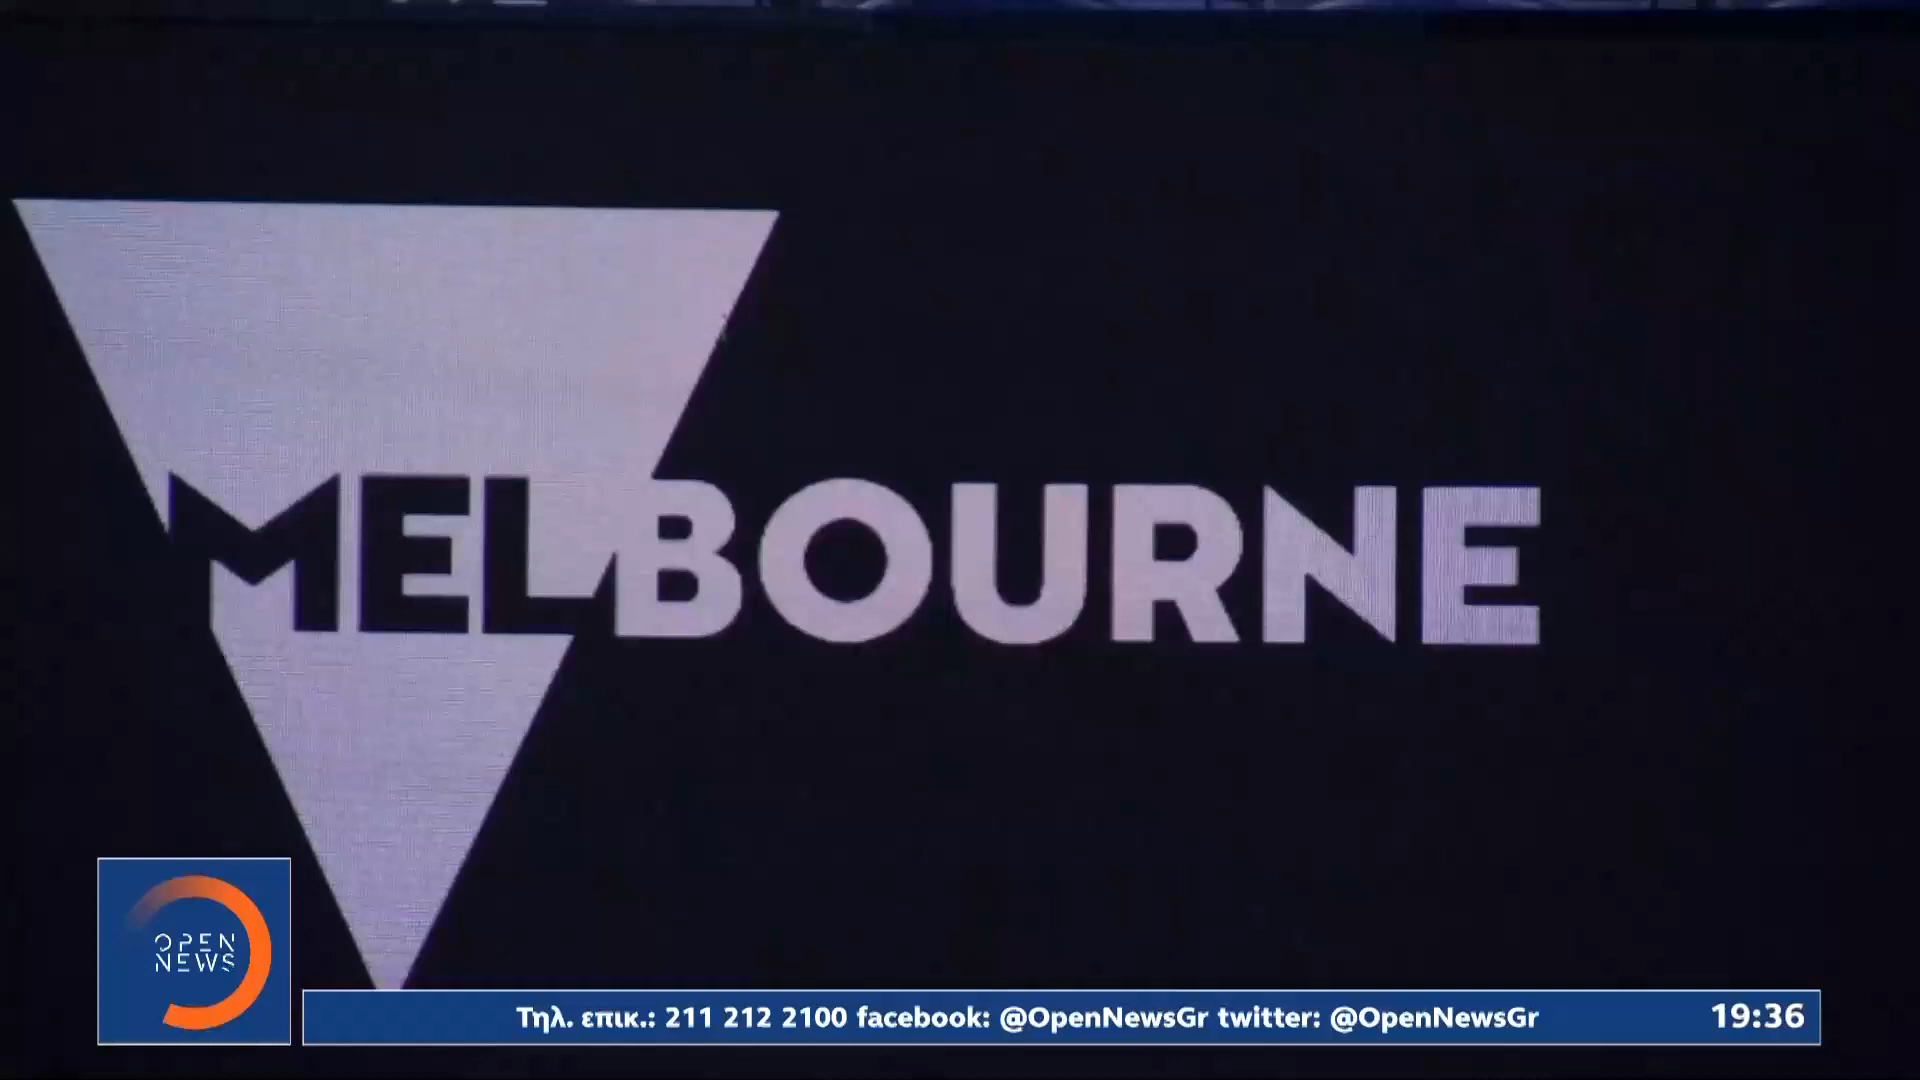 MELBOURNE
OPEN
NEWS
Τηλ. επικ.: 211 212 2100 facebook: @OpenNewsGr twitter: @OpenNewsGr
19:36